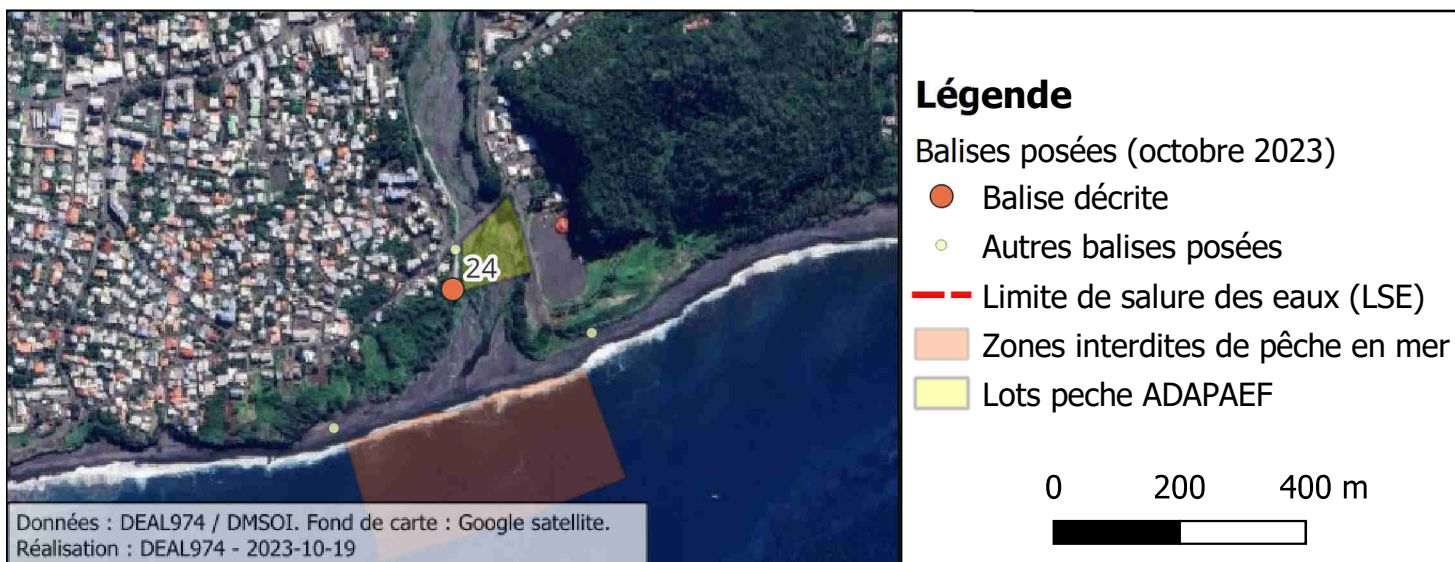 24
Données : DEAL974 / DMSOI. Fond de carte : Google satellite.
Réalisation : DEAL974 - 2023-10-19
Légende
Balises posées (octobre 2023)
Balise décrite
Autres balises posées
Limite de salure des eaux (LSE)
Zones interdites de pêche en mer
Lots peche ADAPAEF
0 200 400 m